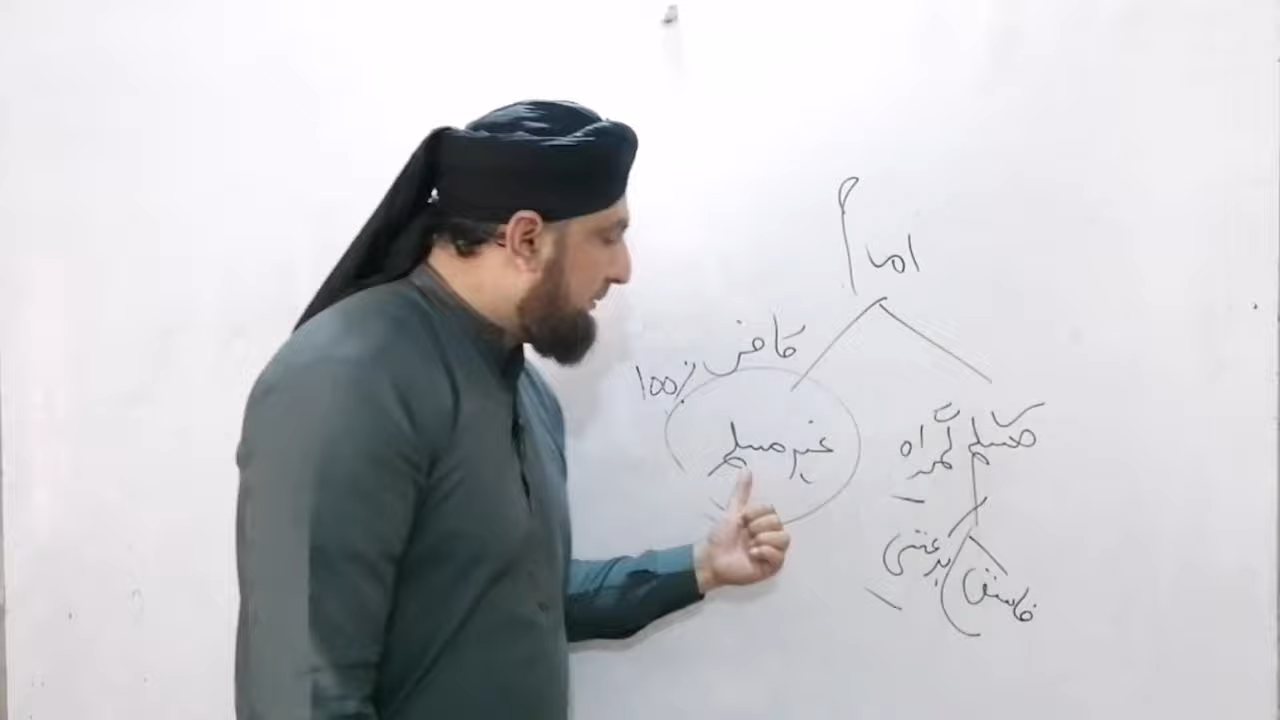 امام
کافر
100%
غیر مسلم
مسلم گمراہ
بدعتی
فاسق